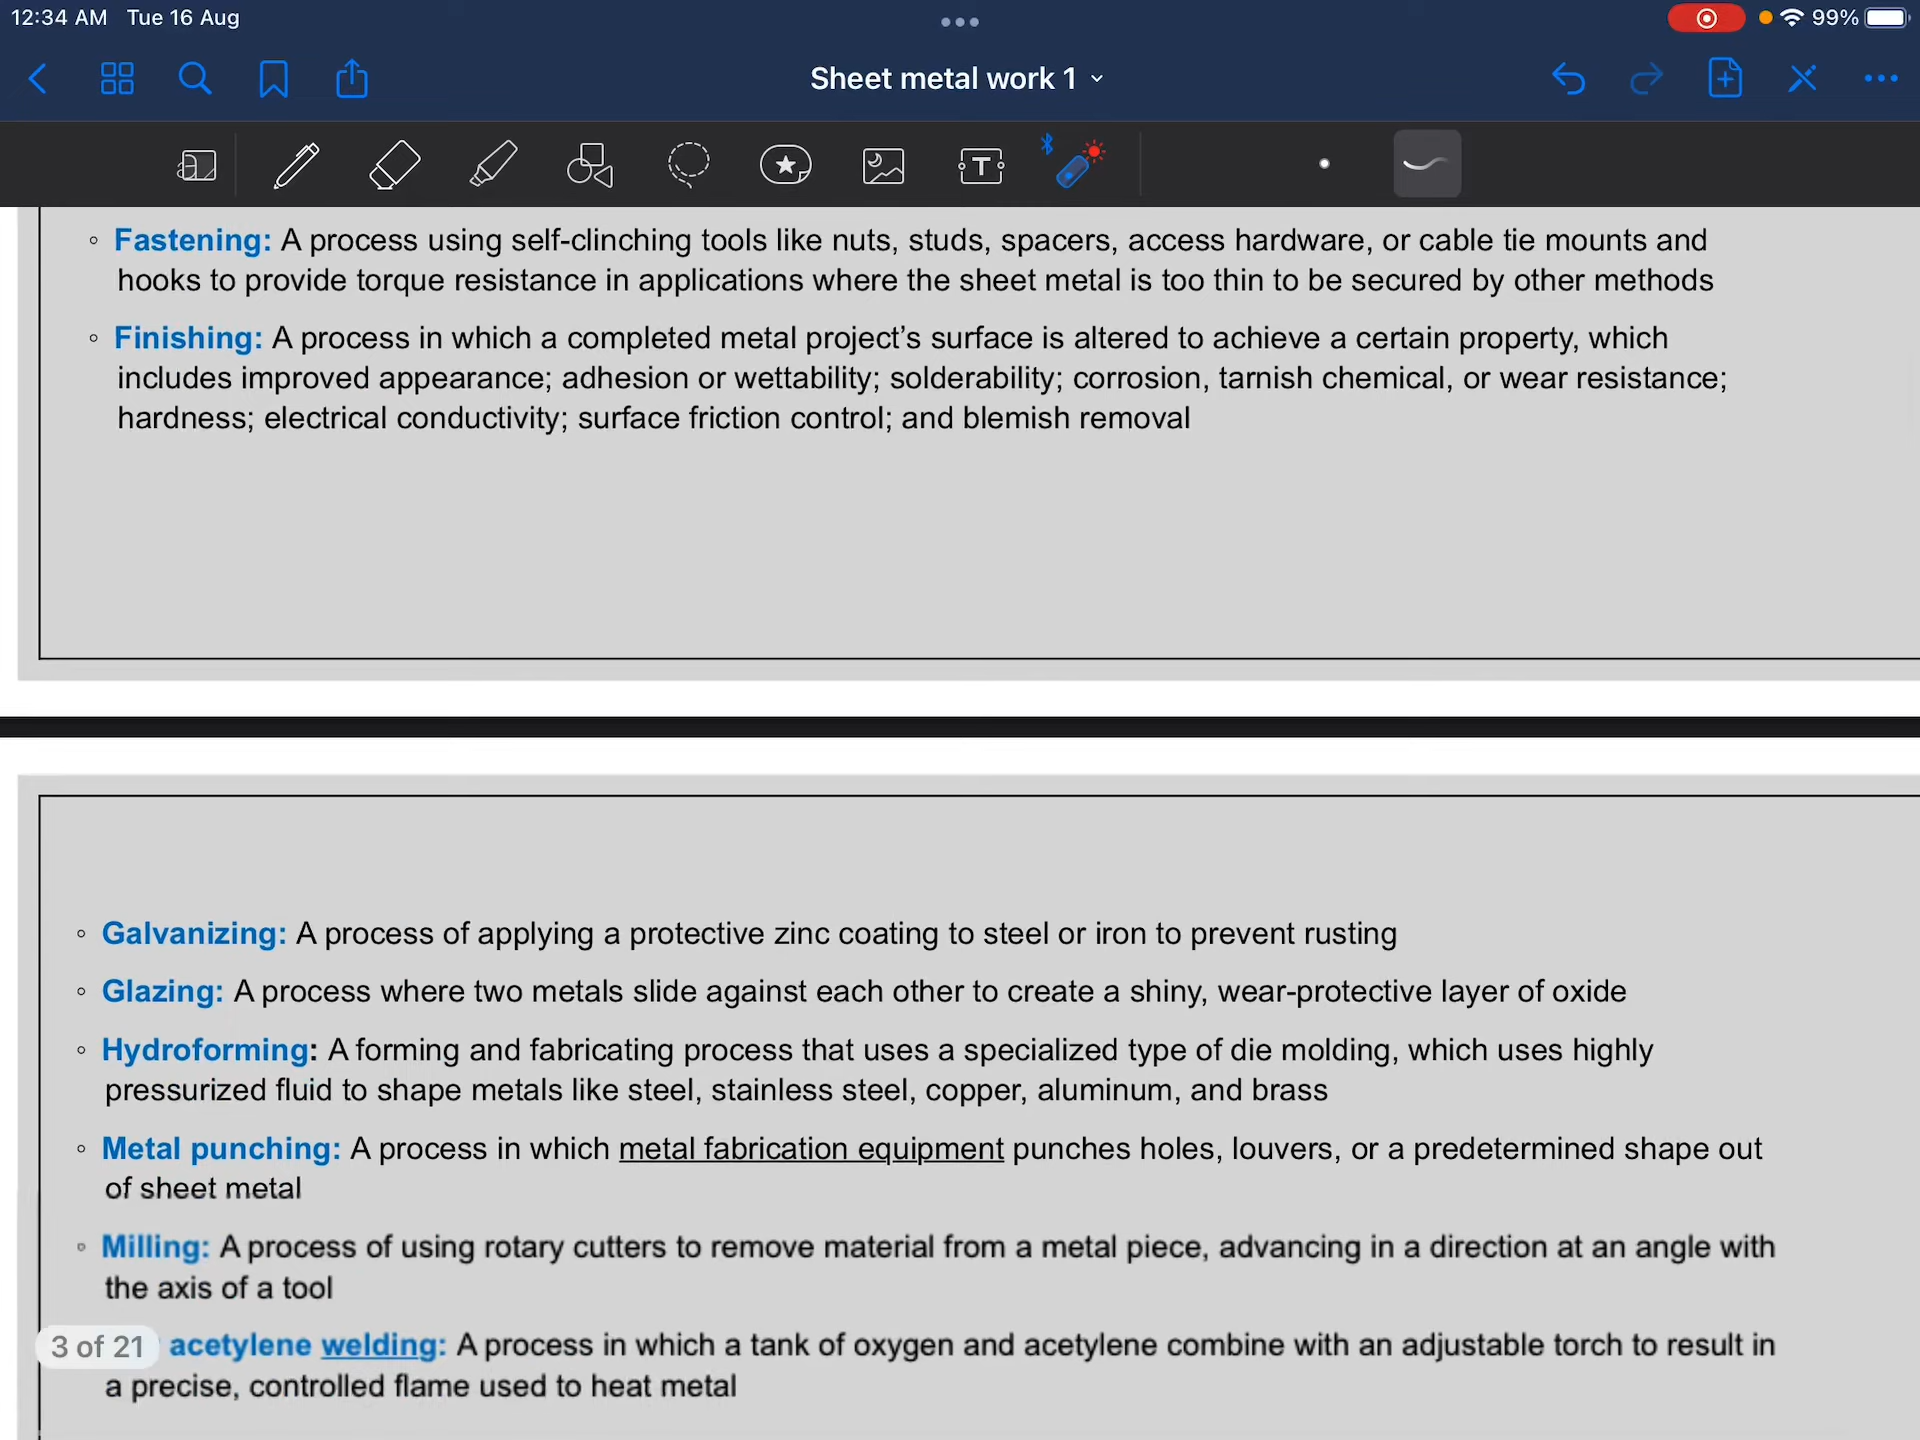 12:34 AM Tue 16 Aug
99%
Sheet metal work 1
T
Fastening: A process using self-clinching tools like nuts, studs, spacers, access hardware, or cable tie mounts and
hooks to provide torque resistance in applications where the sheet metal is too thin to be secured by other methods
Finishing: A process in which a completed metal project’s surface is altered to achieve a certain property, which
includes improved appearance; adhesion or wettability; solderability; corrosion, tarnish chemical, or wear resistance;
hardness; electrical conductivity; surface friction control; and blemish removal
Galvanizing: A process of applying a protective zinc coating to steel or iron to prevent rusting
Glazing: A process where two metals slide against each other to create a shiny, wear-protective layer of oxide
Hydroforming: A forming and fabricating process that uses a specialized type of die molding, which uses highly
pressurized fluid to shape metals like steel, stainless steel, copper, aluminum, and brass
Metal punching: A process in which metal fabrication equipment punches holes, louvers, or a predetermined shape out
of sheet metal
Milling: A process of using rotary cutters to remove material from a metal piece, advancing in a direction at an angle with
the axis of a tool
3 of 21 acetylene welding: A process in which a tank of oxygen and acetylene combine with an adjustable torch to result in
a precise, controlled flame used to heat metal